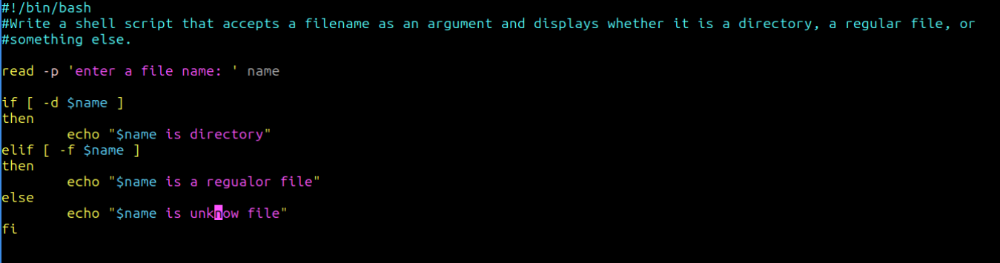 #!/bin/bash
#Write a shell script that accepts a filename as an argument and displays whether it is a directory, a regular file, or
#something else.
read -p 'enter a file name: ' name
if [ -d $name ]
then
echo "$name is directory"
elif [ -f $name ]
then
echo "$name is a regualor file"
else
echo "$name is unknow file"
fi